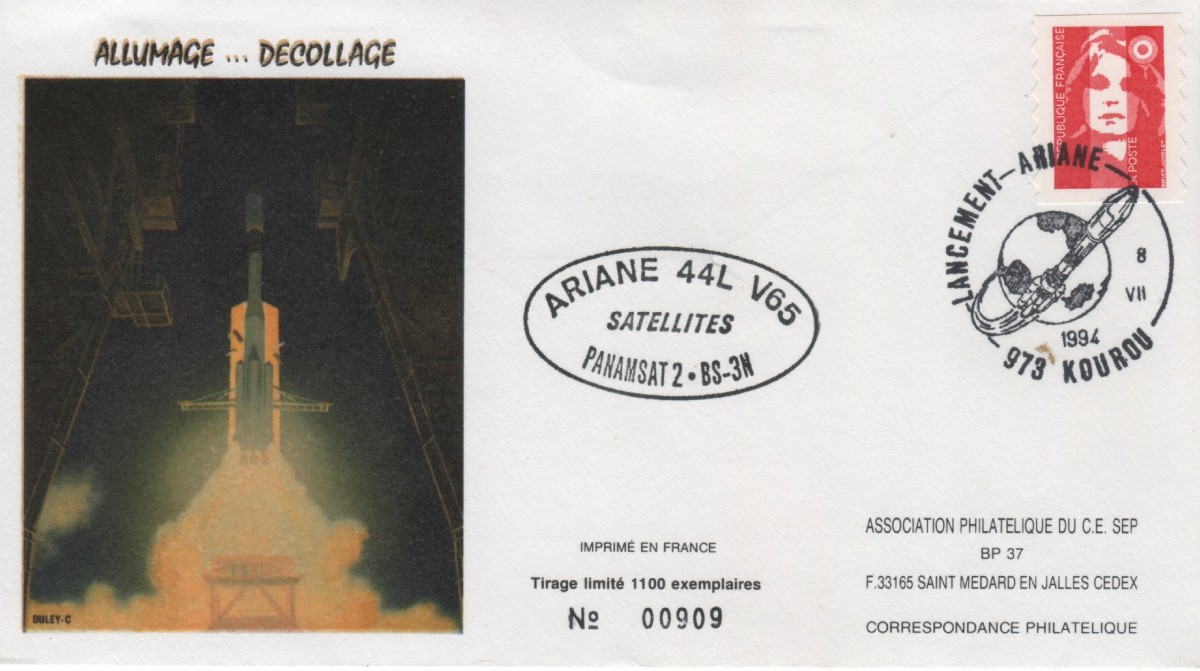 ALLUMAGE ... DECOLLAGE
DULEY-C
ARIANE 44L V65
SATELLITES
PANAMSAT 2 • BS-3N
RÉPUBLIQUE FRANÇAISE
LA POSTE
LANCEMENT-ARIANE
8
VII
1994
973 KOUROU
IMPRIMÉ EN FRANCE
Tirage limité 1100 exemplaires
Nº 00909
ASSOCIATION PHILATELIQUE DU C.E. SEP
BP 37
F.33165 SAINT MEDARD EN JALLES CEDEX
CORRESPONDANCE PHILATELIQUE